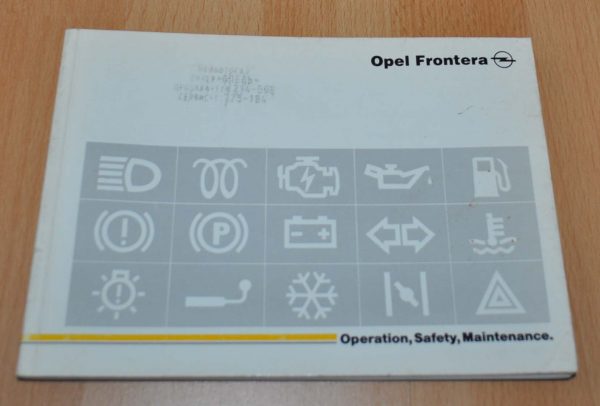 Opel Frontera
P
Operation, Safety, Maintenance.